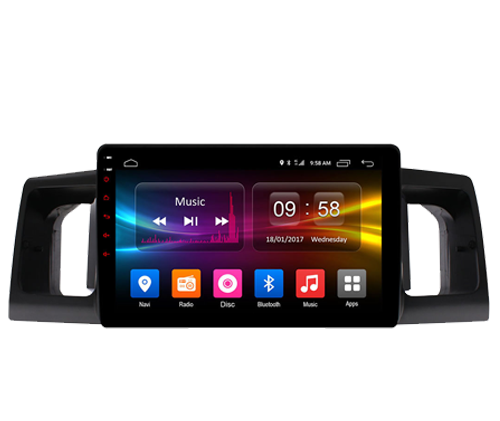 9:58 AM
Music
09 : 58
18/01/2017 Wednesday
Navi Radio Disc Bluetooth Music Apps